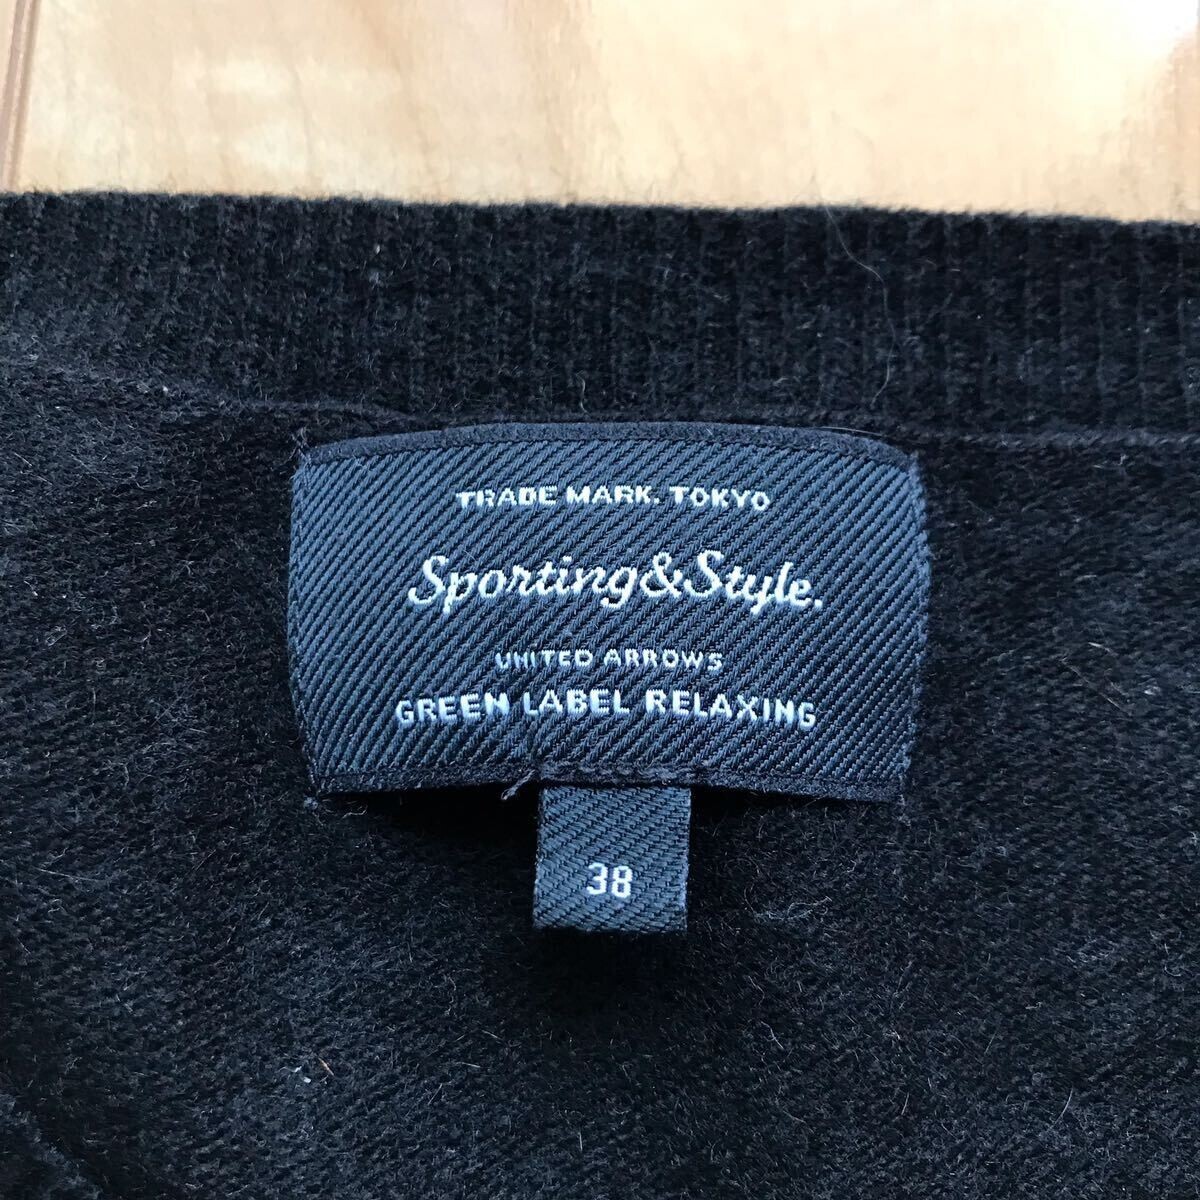 TRADE MARK. TOKYO
Sporting&Style.
UNITED ARROWS
GREEN LABEL RELAXING
38